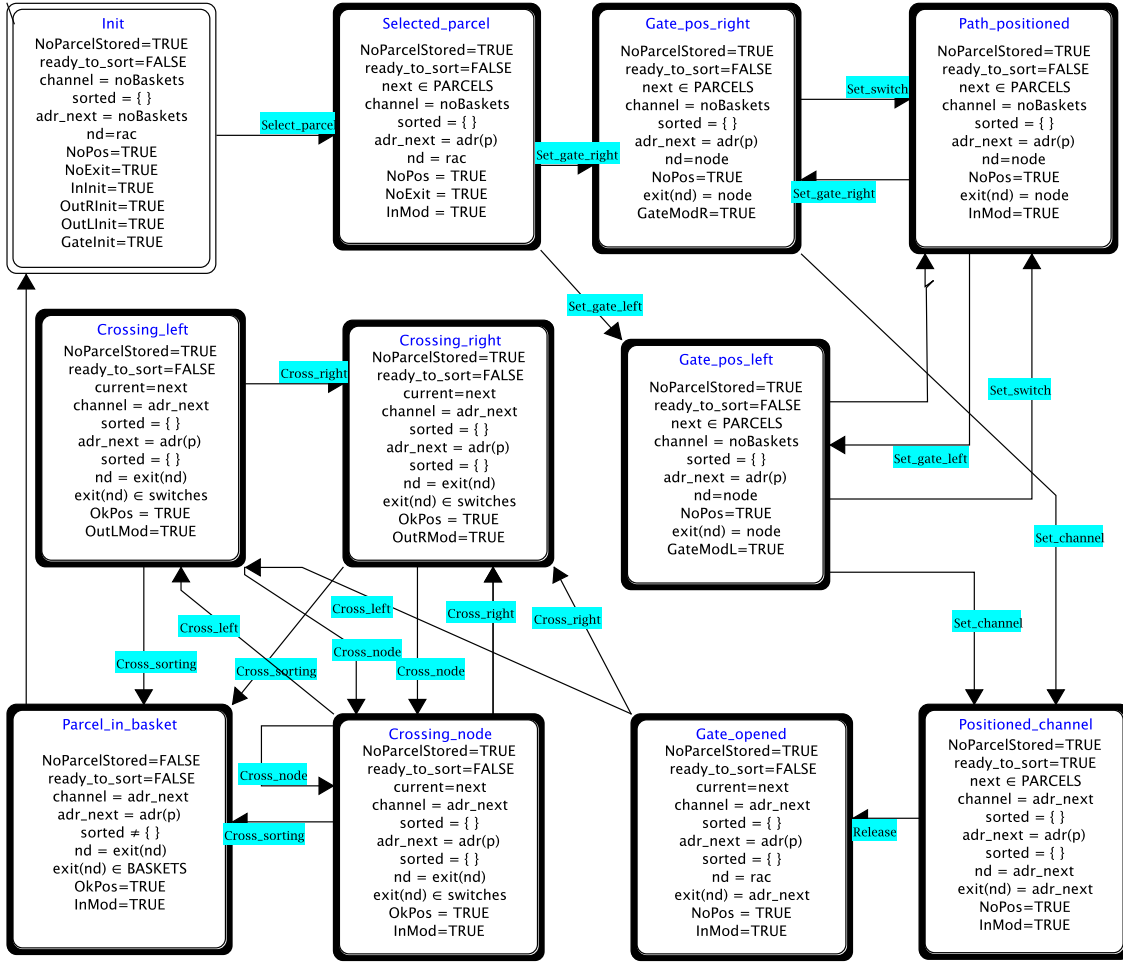 Init
NoParcelStored=TRUE
ready_to_sort=FALSE
channel = noBaskets
sorted = { }
adr_next = noBaskets
nd=rac
NoPos=TRUE
NoExit=TRUE
InInit=TRUE
OutRInit=TRUE
OutLInit=TRUE
GateInit=TRUE
Select_parcel
Selected_parcel
NoParcelStored=TRUE
ready_to_sort=FALSE
next ∈ PARCELS
channel = noBaskets
sorted = { }
adr_next = adr(p)
nd = rac
NoPos = TRUE
NoExit = TRUE
InMod = TRUE
Set_gate_right
Gate_pos_right
NoParcelStored=TRUE
ready_to_sort=FALSE
next ∈ PARCELS
channel = noBaskets
sorted = { }
adr_next = adr(p)
nd=node
NoPos=TRUE
exit(nd) = node
GateModR=TRUE
Set_switch
Set_gate_right
Path_positioned
NoParcelStored=TRUE
ready_to_sort=FALSE
next ∈ PARCELS
channel = noBaskets
sorted = { }
adr_next = adr(p)
nd=node
NoPos=TRUE
exit(nd) = node
InMod=TRUE
Set_gate_left
Crossing_left
NoParcelStored=TRUE
ready_to_sort=FALSE
current=next
channel = adr_next
sorted = { }
adr_next = adr(p)
sorted = { }
nd = exit(nd)
exit(nd) ∈ switches
OkPos = TRUE
OutLMod=TRUE
Cross_right
Crossing_right
NoParcelStored=TRUE
ready_to_sort=FALSE
current=next
channel = adr_next
sorted = { }
adr_next = adr(p)
sorted = { }
nd = exit(nd)
exit(nd) ∈ switches
OkPos = TRUE
OutRMod=TRUE
Gate_pos_left
NoParcelStored=TRUE
ready_to_sort=FALSE
next ∈ PARCELS
channel = noBaskets
sorted = { }
adr_next = adr(p)
nd=node
NoPos=TRUE
exit(nd) = node
GateModL=TRUE
Set_switch
Set_gate_left
Set_channel
Set_channel
Cross_left
Cross_left
Cross_right
Cross_right
Cross_node
Cross_sorting
Cross_sorting
Cross_node
Parcel_in_basket
NoParcelStored=FALSE
ready_to_sort=FALSE
channel = adr_next
adr_next = adr(p)
sorted ≠ { }
nd = exit(nd)
exit(nd) ∈ BASKETS
OkPos=TRUE
InMod=TRUE
Cross_node
Cross_sorting
Crossing_node
NoParcelStored=TRUE
ready_to_sort=FALSE
current=next
channel = adr_next
sorted = { }
adr_next = adr(p)
sorted = { }
nd = exit(nd)
exit(nd) ∈ switches
OkPos = TRUE
InMod=TRUE
Gate_opened
NoParcelStored=TRUE
ready_to_sort=FALSE
current=next
channel = adr_next
sorted = { }
adr_next = adr(p)
sorted = { }
nd = rac
exit(nd) = adr_next
NoPos = TRUE
InMod=TRUE
Release
Positioned_channel
NoParcelStored=TRUE
ready_to_sort=TRUE
next ∈ PARCELS
channel = adr_next
sorted = { }
adr_next = adr(p)
sorted = { }
nd = adr_next
exit(nd) = adr_next
NoPos=TRUE
InMod=TRUE